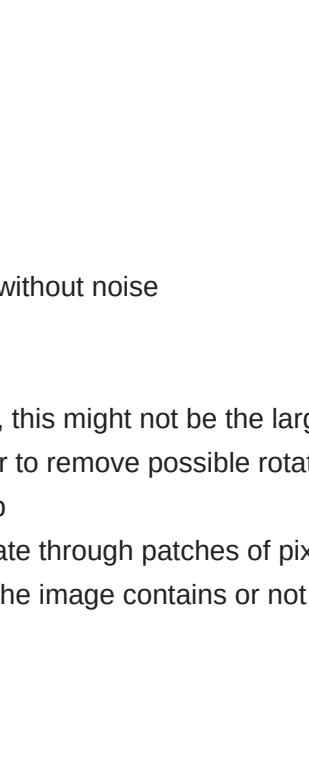 without noise
, this might not be the larg
r to remove possible rotat
o
ate through patches of pix
he image contains or not